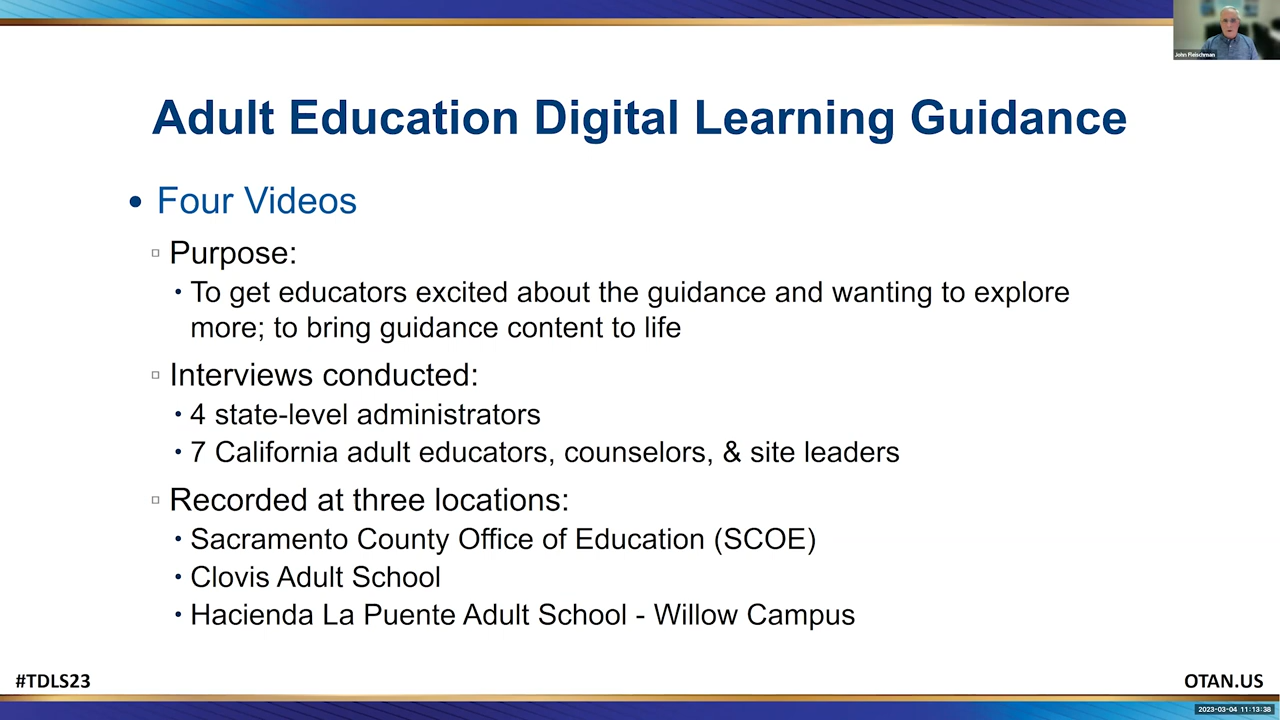 John Fleischman
Adult Education Digital Learning Guidance
• Four Videos
▫ Purpose:
• To get educators excited about the guidance and wanting to explore
more; to bring guidance content to life
▫ Interviews conducted:
• 4 state-level administrators
• 7 California adult educators, counselors, & site leaders
▫ Recorded at three locations:
• Sacramento County Office of Education (SCOE)
• Clovis Adult School
• Hacienda La Puente Adult School - Willow Campus
#TDLS23
OTAN.US
2023-03-04 11:13:38